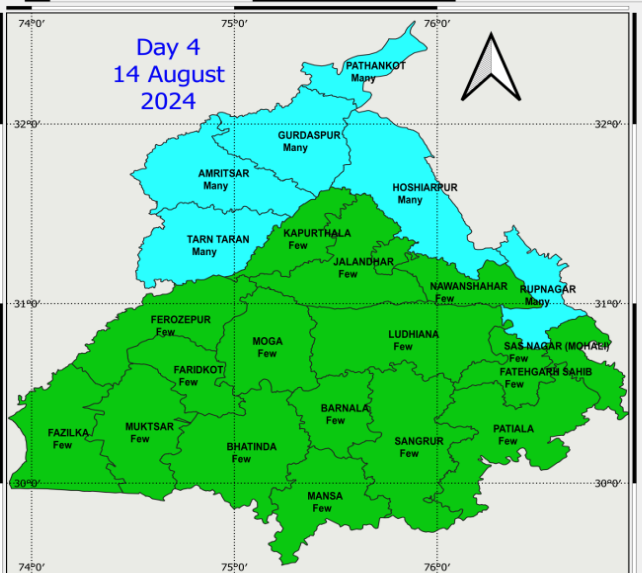 74°0'
75°0'
76°0'
Day 4
14 August
2024
PATHANKOT
Many
32°0'
32°0'
GURDASPUR
Many
AMRITSAR
Many
HOSHIARPUR
Many
TARN TARAN
Many
KAPURTHALA
Few
JALANDHAR
Few
NAWANSHAHAR
Few
RUPNAGAR
Many
31°0'
31°0'
FEROZEPUR
Few
MOGA
Few
LUDHIANA
Few
SAS NAGAR (MOHALI)
Few
FARIDKOT
Few
FATEHGARH SAHIB
Few
FAZILKA
Few
MUKTSAR
Few
BARNALA
Few
BHATINDA
Few
SANGRUR
Few
PATIALA
Few
30°0'
30°0'
MANSA
Few
74°0'
75°0'
76°0'